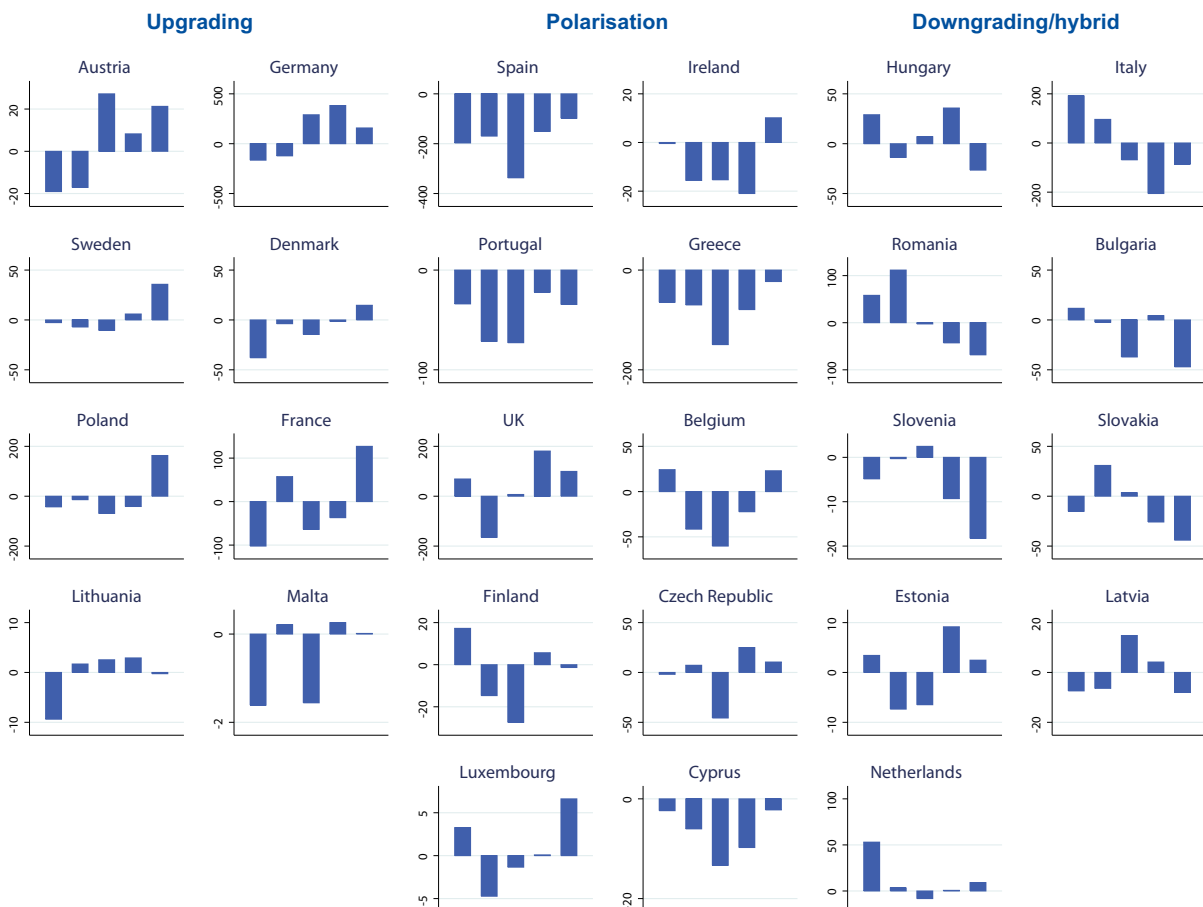 Upgrading Polarisation Downgrading/hybrid
Austria Germany Spain Ireland Hungary Italy
20 0 -20
500 0 -500
0 -200 -400
20 0 -20
50 0 -50
200 0 -200
Sweden Denmark Portugal Greece Romania Bulgaria
50 0 -50
50 0 -50
0 -100
0 -200
100 0 -100
50 0 -50
Poland France UK Belgium Slovenia Slovakia
200 0 -200
100 0 -100
200 0 -200
50 0 -50
0 -10 -20
50 0 -50
Lithuania Malta Finland Czech Republic Estonia Latvia
10 0 -10
0 -2
20 0 -20
50 0 -50
10 0 -10
20 0 -20
Luxembourg Cyprus Netherlands
5 0 -5
0 20
100 50 0